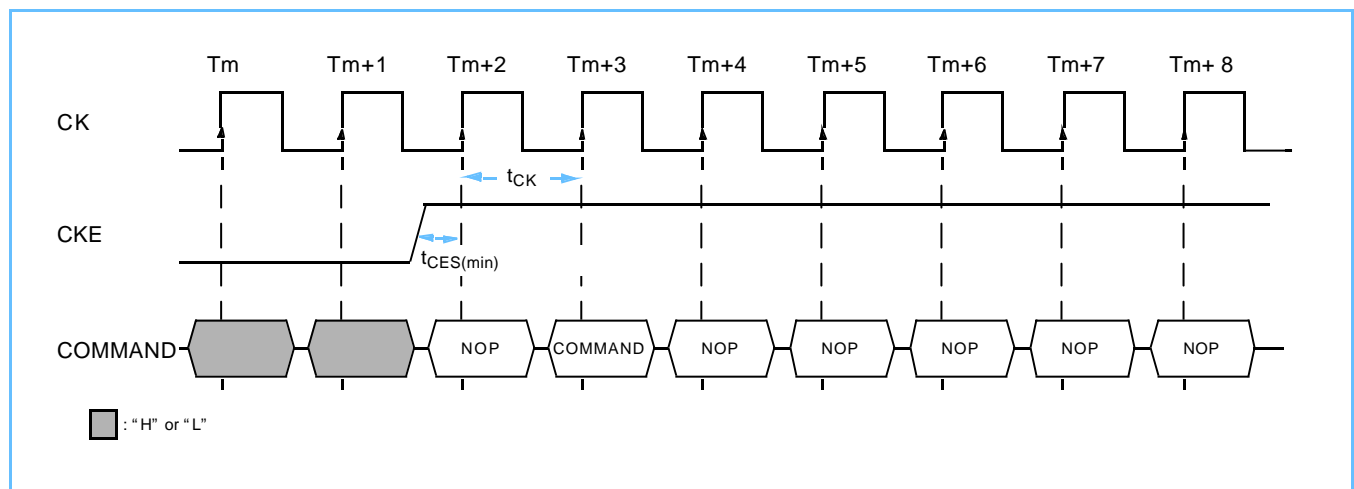 Tm Tm+1 Tm+2 Tm+3 Tm+4 Tm+5 Tm+6 Tm+7 Tm+ 8
CK
tCK
CKE
tCES(min)
COMMAND NOP COMMAND NOP NOP NOP NOP NOP
: “H” or “L”